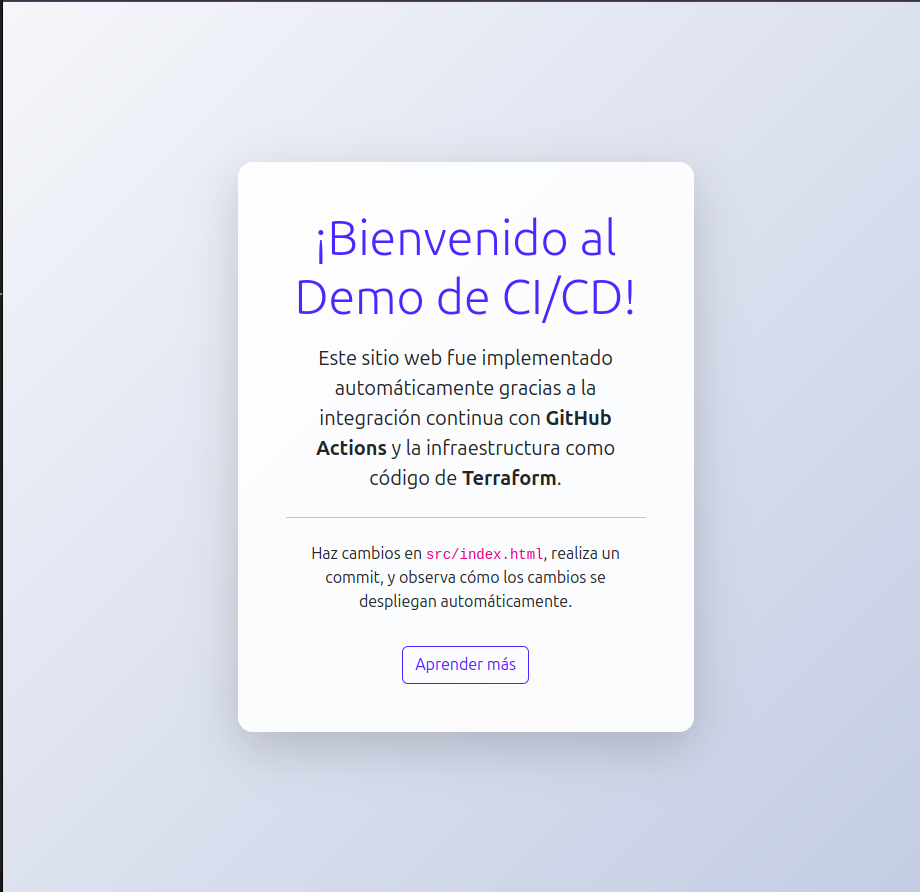 ¡Bienvenido al
Demo de CI/CD!
Este sitio web fue implementado
automáticamente gracias a la
integración continua con GitHub
Actions y la infraestructura como
código de Terraform.
Haz cambios en src/index.html, realiza un
commit, y observa cómo los cambios se
despliegan automáticamente.
Aprender más